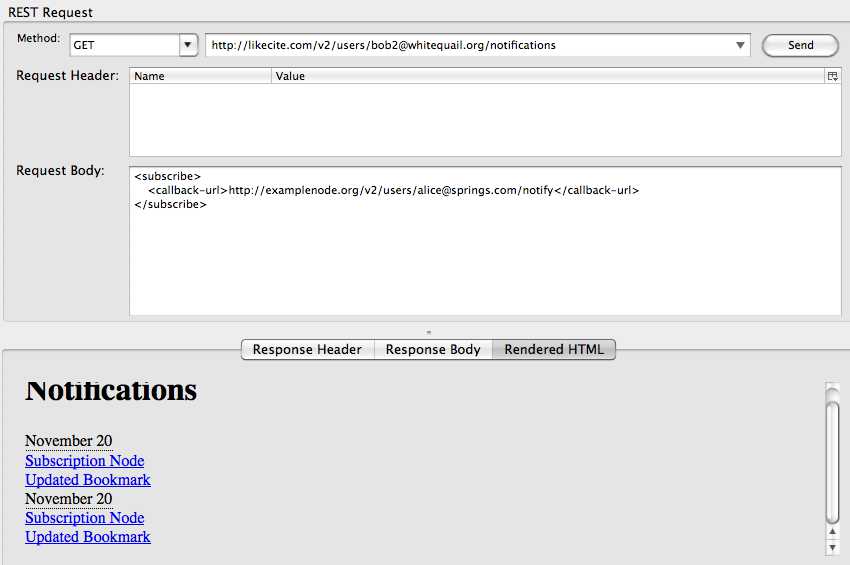 REST Request
Method: GET http://likecite.com/v2/users/bob2@whitequail.org/notifications Send
Request Header: Name Value
Request Body: <subscribe>
<callback-url>http://examplenode.org/v2/users/alice@springs.com/notify</callback-url>
</subscribe>
Response Header Response Body Rendered HTML
Notifications
November 20
Subscription Node
Updated Bookmark
November 20
Subscription Node
Updated Bookmark